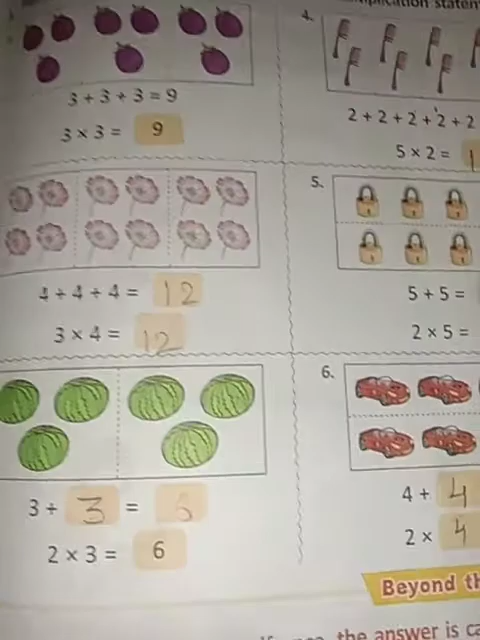 3 + 3 + 3 = 9
3 × 3 = 9
4 + 4 + 4 = 12
3 × 4 = 12
3 + 3 = 6
2 × 3 = 6
4.
2 + 2 + 2 + 2 + 2
5 × 2 = 1
5.
5 + 5 =
2 × 5 =
6.
4 + 4
2 × 4
Beyond
the answer is